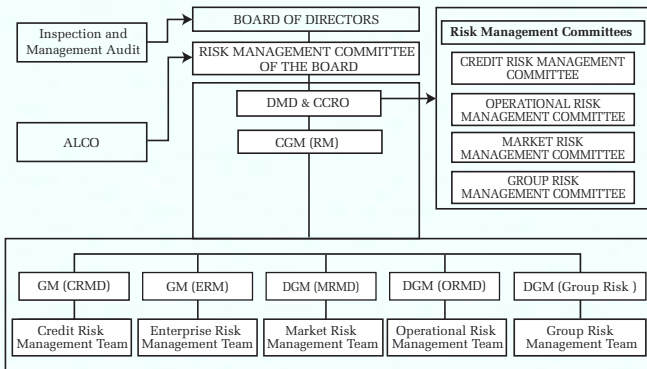 BOARD OF DIRECTORS
Inspection and
Management Audit
RISK MANAGEMENT COMMITTEE
OF THE BOARD
DMD & CCRO
ALCO
CGM (RM)
Risk Management Committees
CREDIT RISK MANAGEMENT
COMMITTEE
OPERATIONAL RISK
MANAGEMENT COMMITTEE
MARKET RISK
MANAGEMENT COMMITTEE
GROUP RISK
MANAGEMENT COMMITTEE
GM (CRMD)
GM (ERM)
DGM (MRMD)
DGM (ORMD)
DGM (Group Risk )
Credit Risk
Management Team
Enterprise Risk
Management Team
Market Risk
Management Team
Operational Risk
Management Team
Group Risk
Management Team